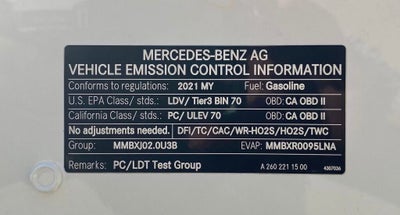 MERCEDES-BENZ AG
VEHICLE EMISSION CONTROL INFORMATION
Conforms to regulations: 2021 MY Fuel: Gasoline
U.S. EPA Class/ stds.: LDV/ Tier3 BIN 70 OBD: CA OBD II
California Class/ stds.: PC/ ULEV 70 OBD: CA OBD II
No adjustments needed. DFI/TC/CAC/WR-HO2S/HO2S/TWC
Group: MMBXJ02.0U3B EVAP: MMBXR0095LNA
Remarks: PC/LDT Test Group A 260 221 15 00 4387036